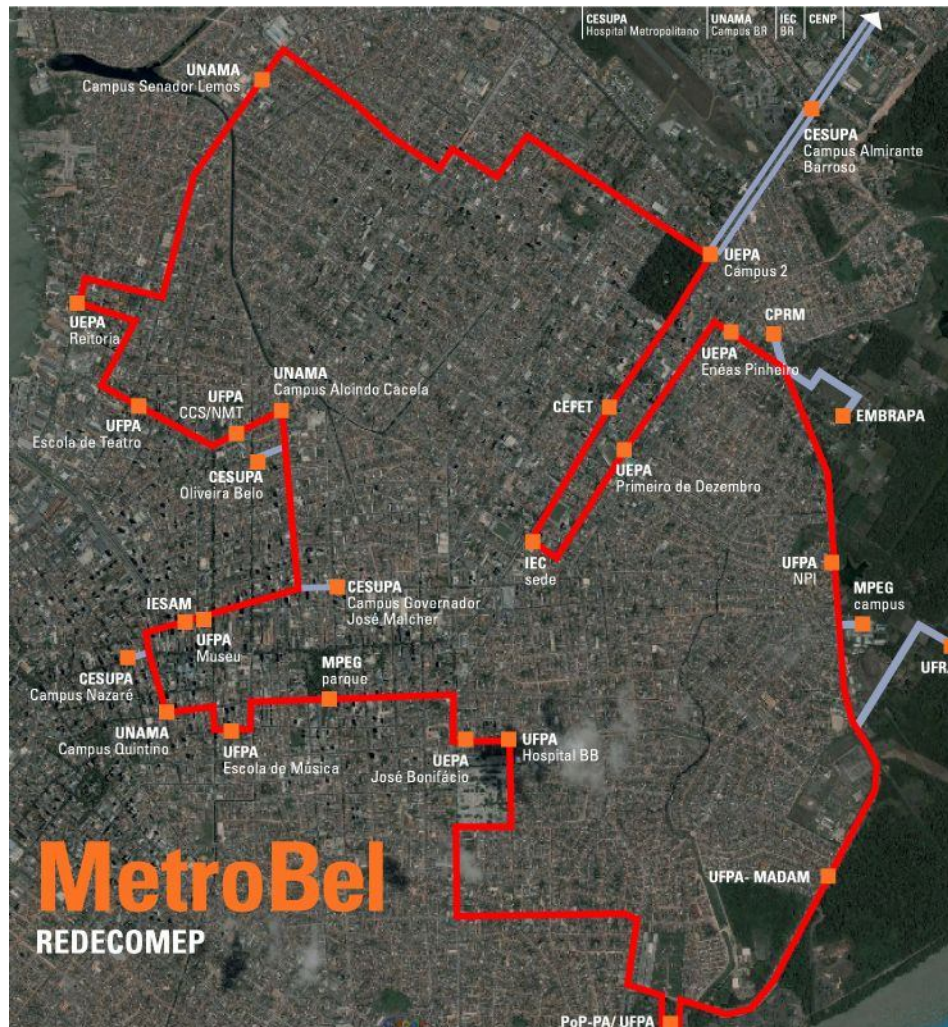 CESUPA
Hospital Metropolitano
UNAMA
Campus BR
IEC
BR
CENP
UNAMA
Campus Senador Lemos
CESUPA
Campus Almirante
Barroso
UEPA
Campus 2
UEPA
Reitoria
CPRM
UEPA
Enéas Pinheiro
UNAMA
Campus Alcindo Cacela
UFPA
CCS/NMT
UFPA
Escola de Teatro
CEFET
EMBRAPA
CESUPA
Oliveira Belo
UEPA
Primeiro de Dezembro
IEC
sede
UFPA
NPI
CESUPA
Campus Governador
José Malcher
MPEG
campus
IESAM
UFPA
Museu
CESUPA
Campus Nazaré
MPEG
parque
UFRA
UNAMA
Campus Quintino
UFPA
Escola de Música
UEPA
José Bonifácio
UFPA
Hospital BB
MetroBel
REDECOMEP
UFPA- MADAM
PoP-PA/ UFPA